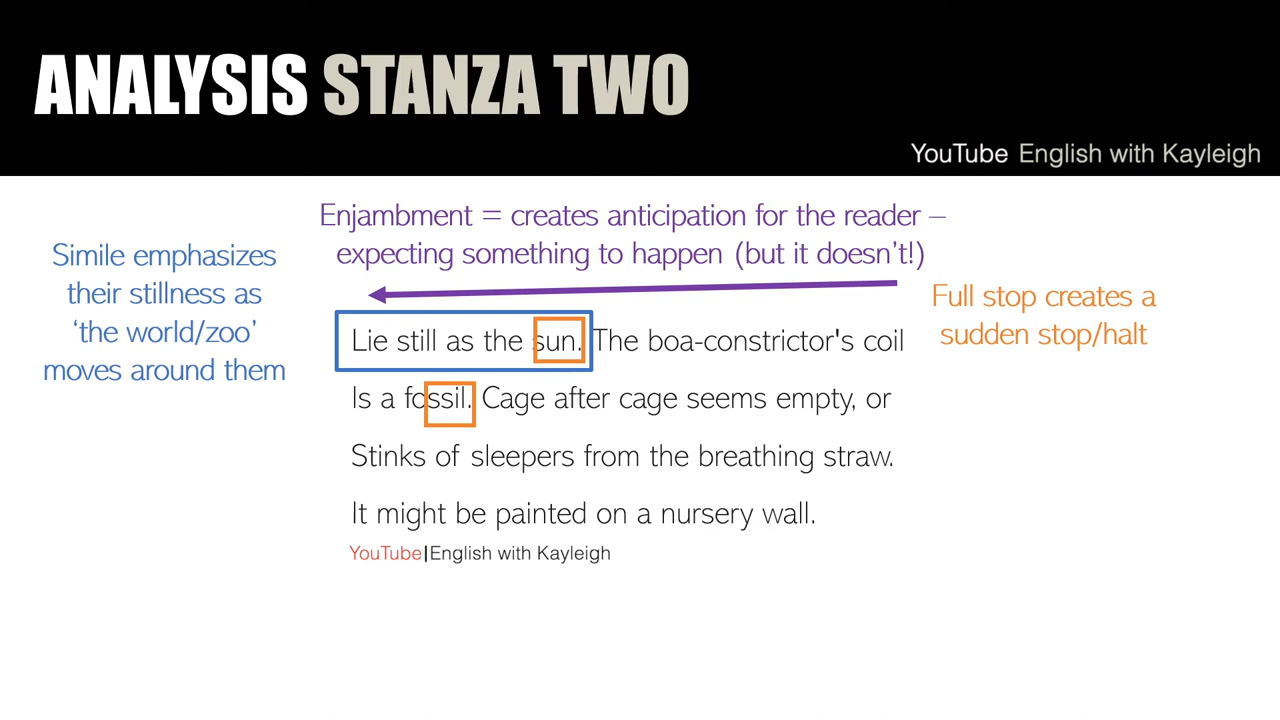 ANALYSIS STANZA TWO
YouTube English with Kayleigh
Enjambment = creates anticipation for the reader –
expecting something to happen (but it doesn't!)
Simile emphasizes
their stillness as
‘the world/zoo’
moves around them
Full stop creates a
sudden stop/halt
Lie still as the sun. The boa-constrictor's coil
Is a fossil. Cage after cage seems empty, or
Stinks of sleepers from the breathing straw.
It might be painted on a nursery wall.
YouTube|English with Kayleigh